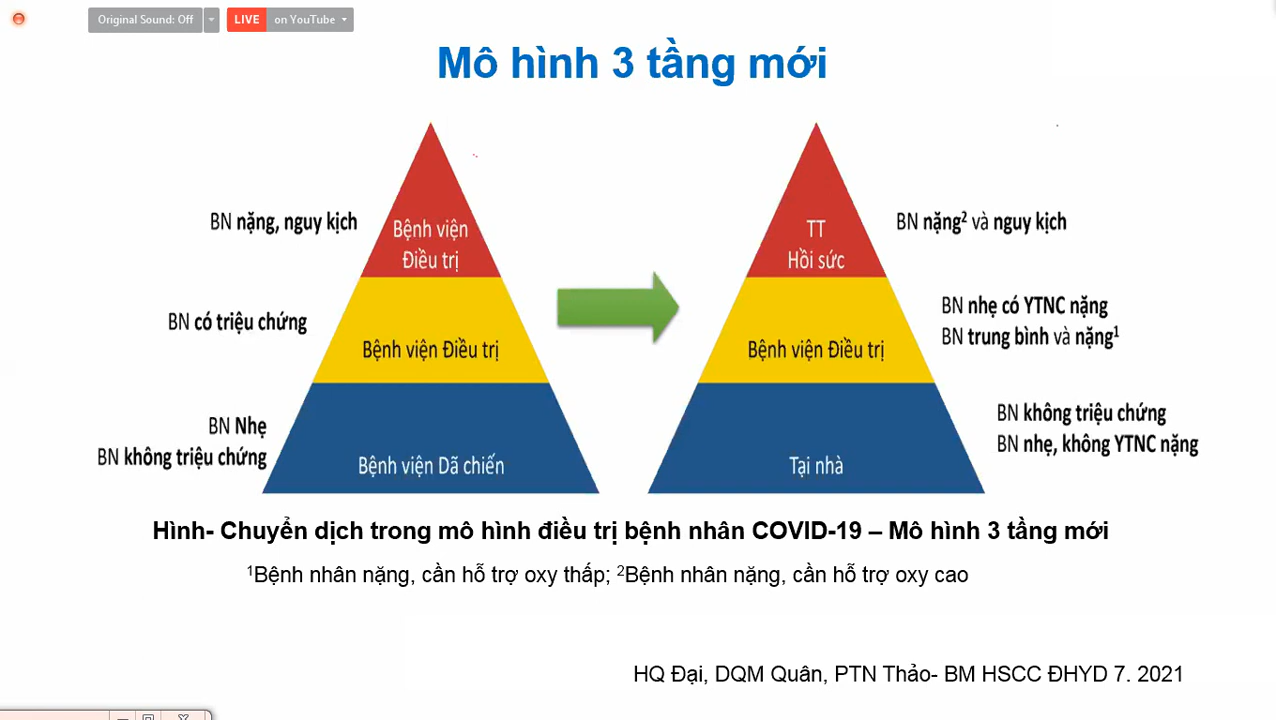 Original Sound: Off
LIVE on YouTube
Mô hình 3 tầng mới
BN nặng, nguy kịch
Bệnh viện
Điều trị
BN có triệu chứng
Bệnh viện Điều trị
BN Nhẹ
BN không triệu chứng
Bệnh viện Dã chiến
TT
Hồi sức
BN nặng² và nguy kịch
Bệnh viện Điều trị
BN nhẹ có YTNC nặng
BN trung bình và nặng¹
Tại nhà
BN không triệu chứng
BN nhẹ, không YTNC nặng
Hình- Chuyển dịch trong mô hình điều trị bệnh nhân COVID-19 – Mô hình 3 tầng mới
¹Bệnh nhân nặng, cần hỗ trợ oxy thấp; ²Bệnh nhân nặng, cần hỗ trợ oxy cao
HQ Đại, DQM Quân, PTN Thảo- BM HSCC ĐHYD 7. 2021